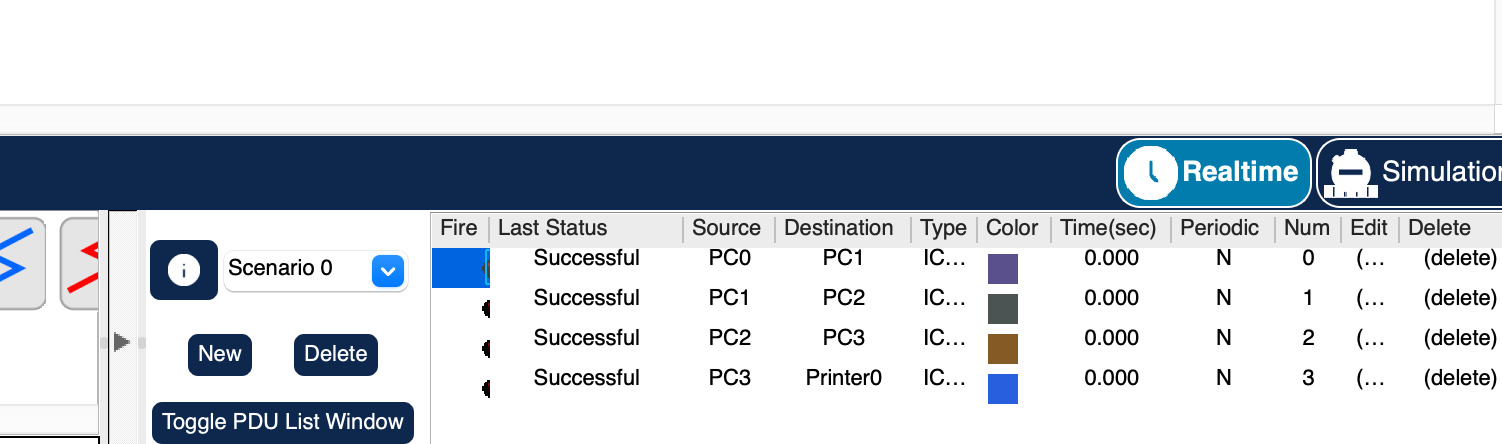 Realtime Simulation
Fire Last Status Source Destination Type Color Time(sec) Periodic Num Edit Delete
Scenario 0
Successful PC0 PC1 IC... 0.000 N 0 (... (delete)
Successful PC1 PC2 IC... 0.000 N 1 (... (delete)
Successful PC2 PC3 IC... 0.000 N 2 (... (delete)
Successful PC3 Printer0 IC... 0.000 N 3 (... (delete)
New Delete
Toggle PDU List Window